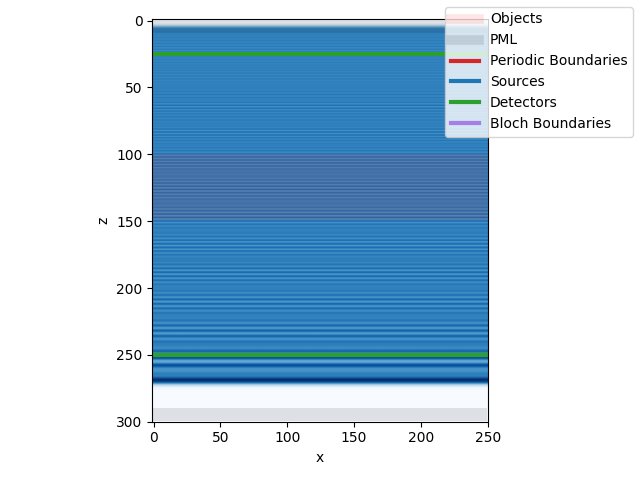 0
50
100
150
200
250
300
z
0
50
100
150
200
250
x
Objects
PML
Periodic Boundaries
Sources
Detectors
Bloch Boundaries